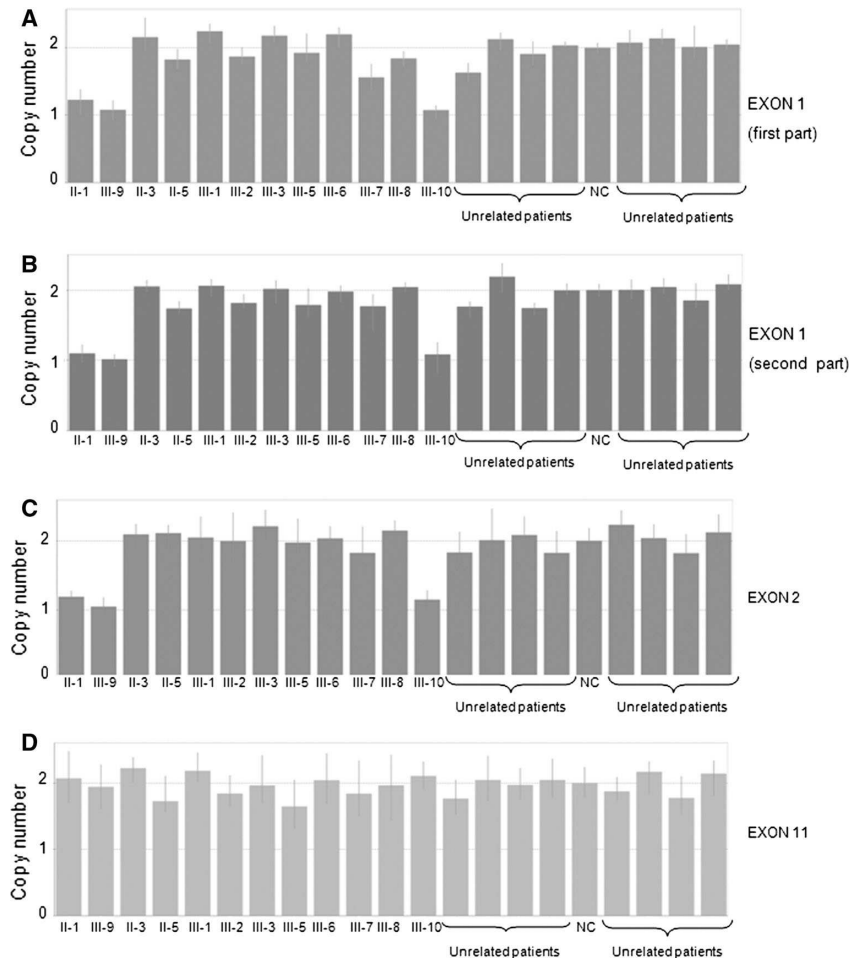 A
Copy number
2
1
0
II-1 III-9 II-3 II-5 III-1 III-2 III-3 III-5 III-6 III-7 III-8 III-10 NC
Unrelated patients Unrelated patients
EXON 1
(first part)
B
Copy number
2
1
0
II-1 III-9 II-3 II-5 III-1 III-2 III-3 III-5 III-6 III-7 III-8 III-10 NC
Unrelated patients Unrelated patients
EXON 1
(second part)
C
Copy number
2
1
0
II-1 III-9 II-3 II-5 III-1 III-2 III-3 III-5 III-6 III-7 III-8 III-10 NC
Unrelated patients Unrelated patients
EXON 2
D
Copy number
2
1
0
II-1 III-9 II-3 II-5 III-1 III-2 III-3 III-5 III-6 III-7 III-8 III-10 NC
Unrelated patients Unrelated patients
EXON 11